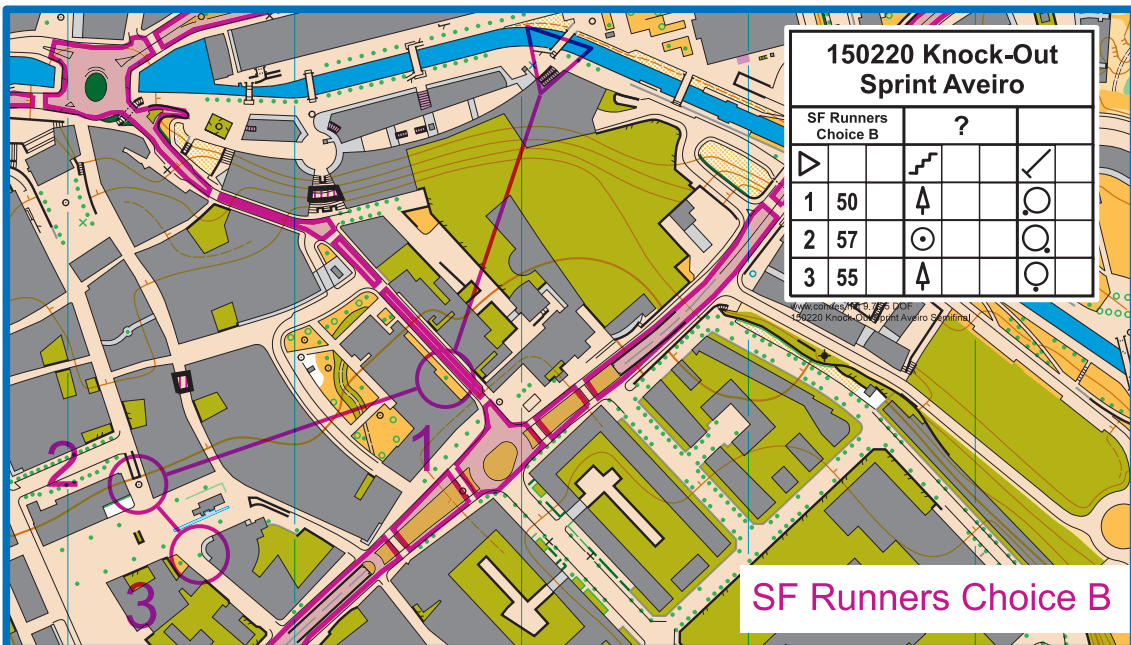 150220 Knock-Out
Sprint Aveiro
SF Runners
Choice B
?
1 50
2 57
3 55
150220 Knock-Out Sprint Aveiro Semifinal
1
2
3
SF Runners Choice B